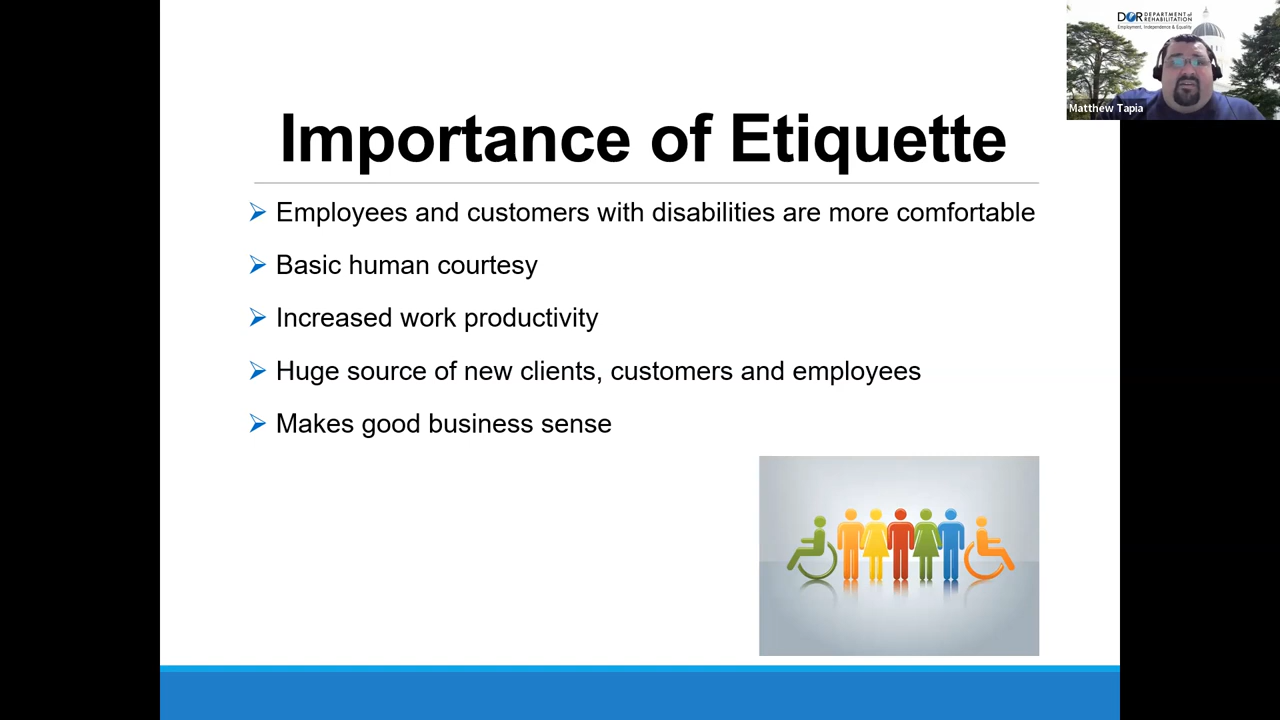 Importance of Etiquette
Employees and customers with disabilities are more comfortable
Basic human courtesy
Increased work productivity
Huge source of new clients, customers and employees
Makes good business sense
DOR DEPARTMENT of
REHABILITATION
Employment, Independence & Equality
Matthew Tapia